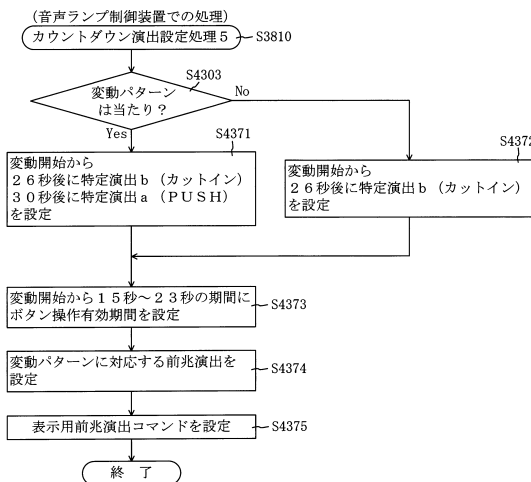 (音声ランプ制御装置での処理)
カウントダウン演出設定処理5
S3810
S4303
変動パターン
は当たり?
No
Yes
S4371
変動開始から
26秒後に特定演出b(カットイン)
30秒後に特定演出a(PUSH)
を設定
S4372
変動開始から
26秒後に特定演出b(カットイン)
を設定
変動開始から15秒~23秒の期間に
ボタン操作有効期間を設定
S4373
変動パターンに対応する前兆演出を
設定
S4374
表示用前兆演出コマンドを設定
S4375
終 了